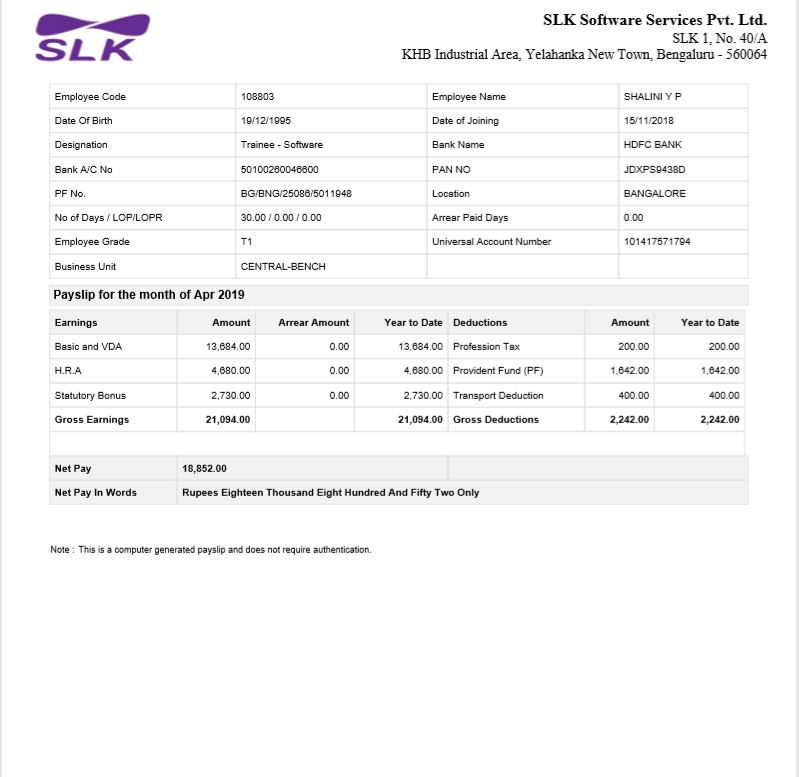 SLK
SLK Software Services Pvt. Ltd.
SLK 1, No. 40/A
KHB Industrial Area, Yelahanka New Town, Bengaluru - 560064
Employee Code 108803 Employee Name SHALINI Y P
Date Of Birth 19/12/1995 Date of Joining 15/11/2018
Designation Trainee - Software Bank Name HDFC BANK
Bank A/C No 50100260046600 PAN NO JDXPS9438D
PF No. BG/BNG/25086/5011948 Location BANGALORE
No of Days / LOP/LOPR 30.00 / 0.00 / 0.00 Arrear Paid Days 0.00
Employee Grade T1 Universal Account Number 101417571794
Business Unit CENTRAL-BENCH
Payslip for the month of Apr 2019
Earnings Amount Arrear Amount Year to Date Deductions Amount Year to Date
Basic and VDA 13,684.00 0.00 13,684.00 Profession Tax 200.00 200.00
H.R.A 4,680.00 0.00 4,680.00 Provident Fund (PF) 1,642.00 1,642.00
Statutory Bonus 2,730.00 0.00 2,730.00 Transport Deduction 400.00 400.00
Gross Earnings 21,094.00 21,094.00 Gross Deductions 2,242.00 2,242.00
Net Pay 18,852.00
Net Pay In Words Rupees Eighteen Thousand Eight Hundred And Fifty Two Only
Note : This is a computer generated payslip and does not require authentication.